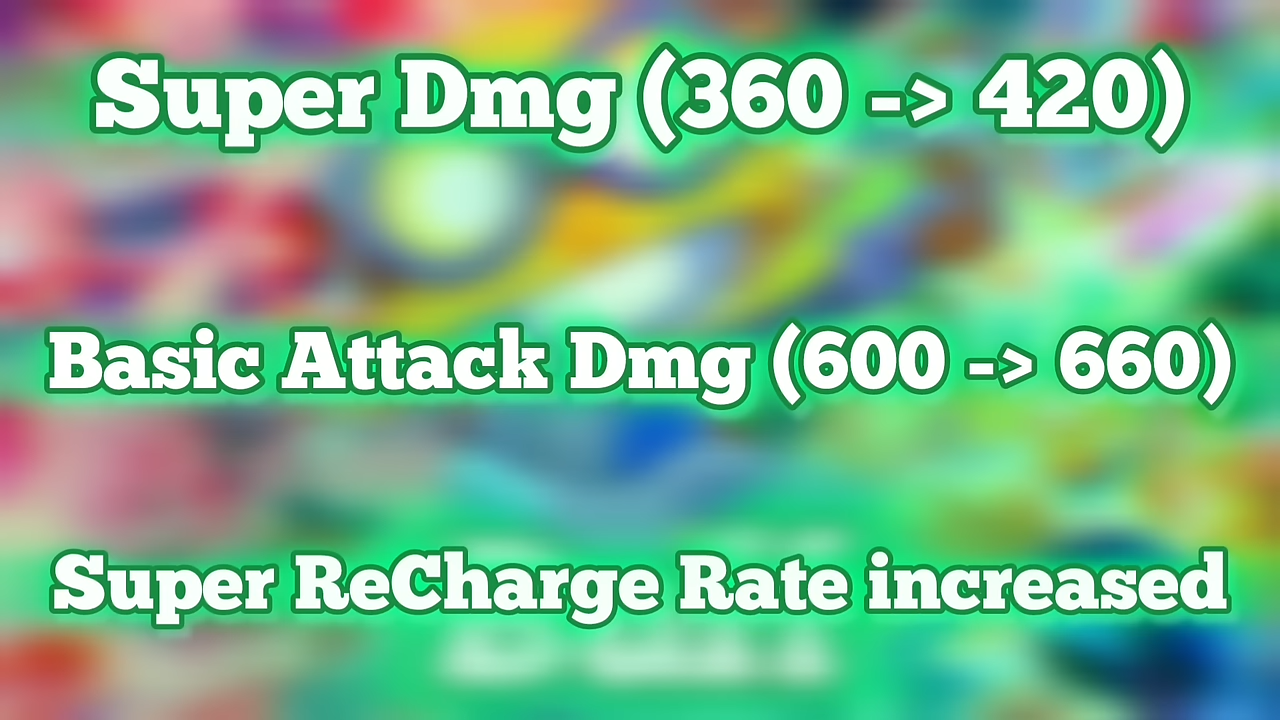 Super Dmg (360 -> 420)
Basic Attack Dmg (600 -> 660)
Super ReCharge Rate increased